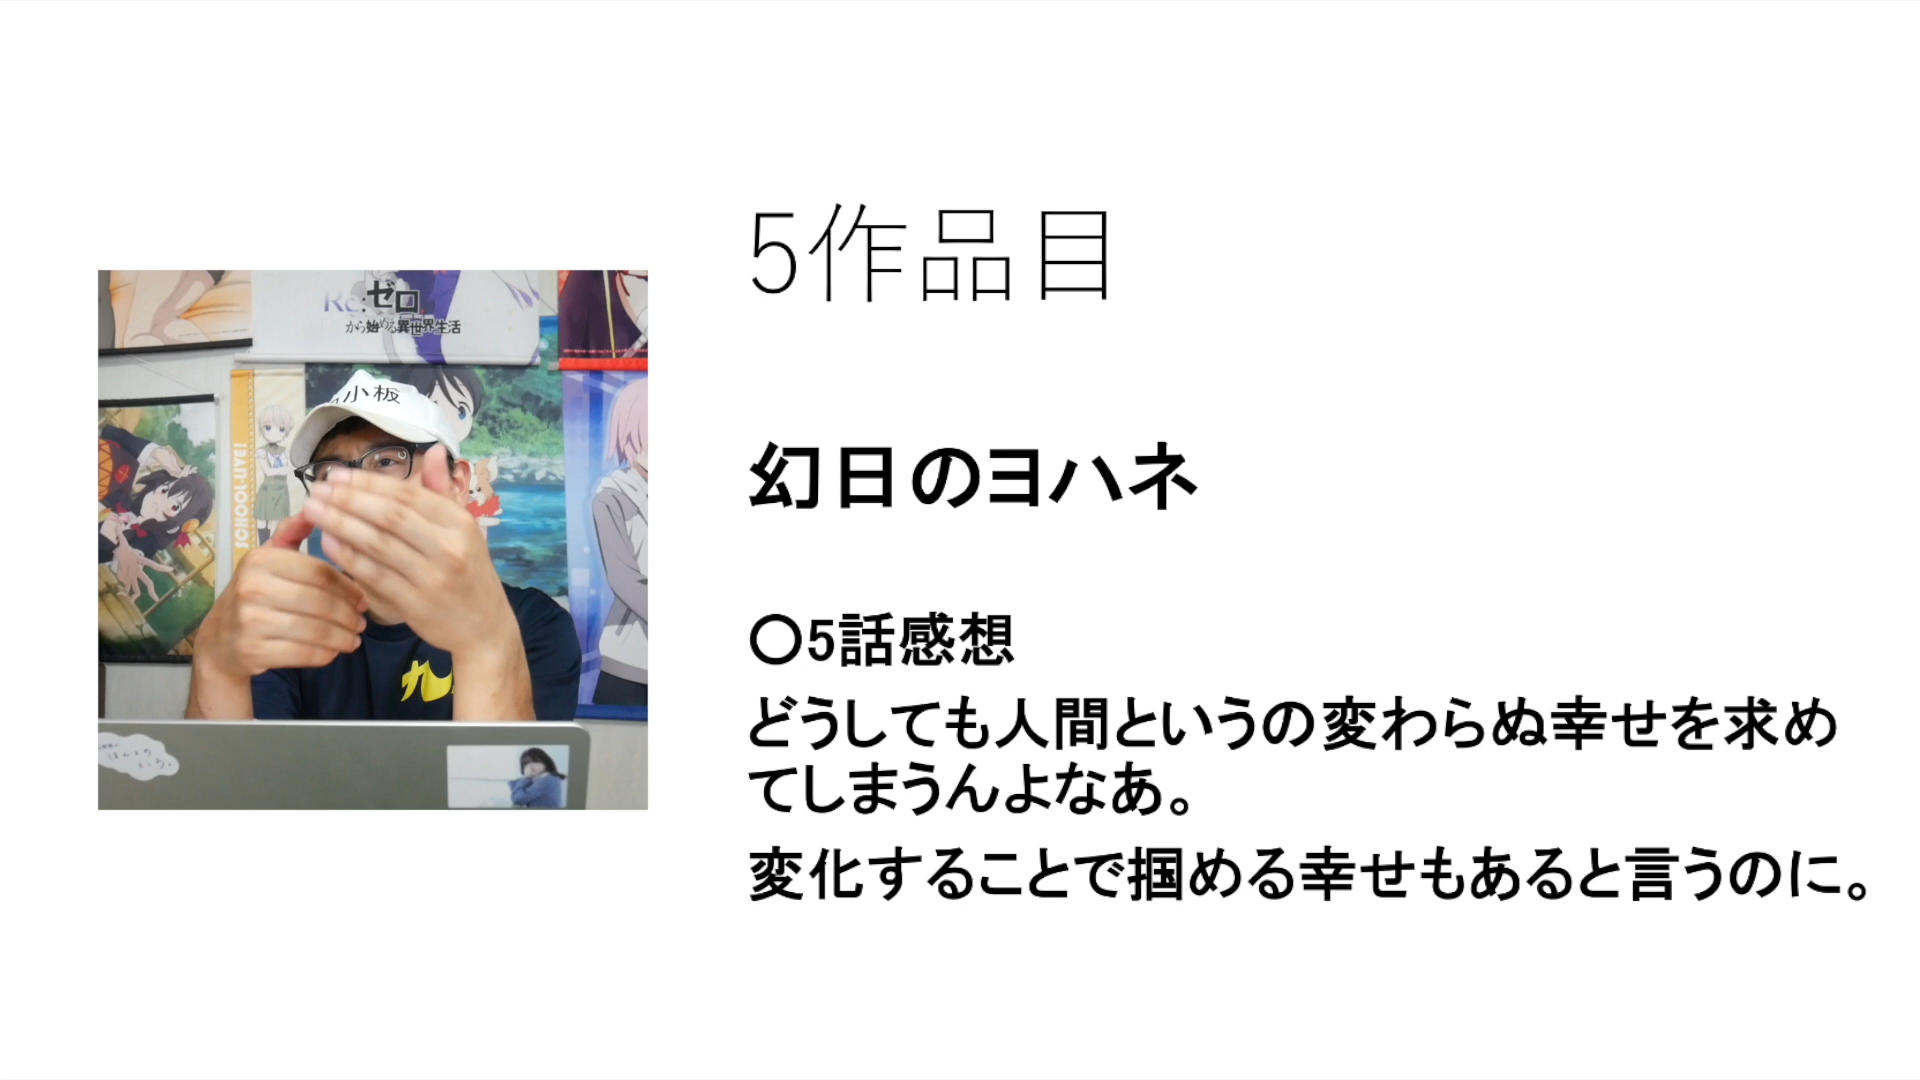 5作品目
幻日のヨハネ
〇5話感想
どうしても人間というの変わらぬ幸せを求め
てしまうんよなあ。
変化することで掴める幸せもあると言うのに。
Re:ゼロ
から始める異世界生活
小板
SCHOOL-LIVE!
九